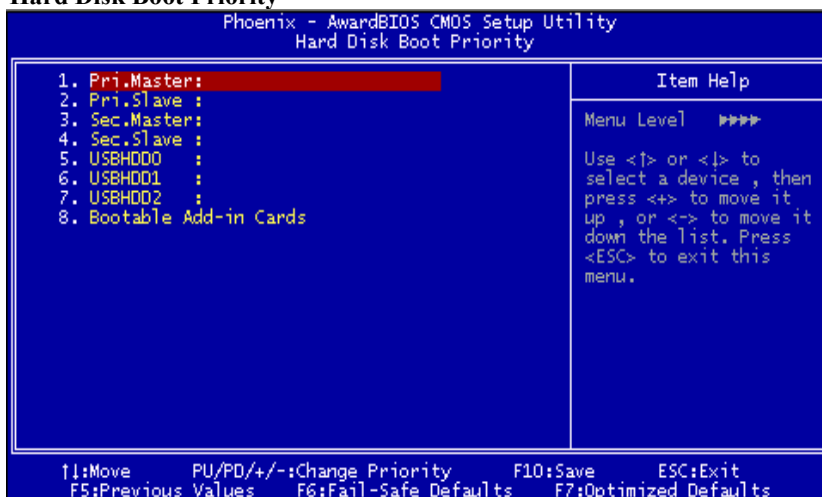 Hard Disk Boot Priority
Phoenix - AwardBIOS CMOS Setup Utility
Hard Disk Boot Priority
1. Pri.Master:
2. Pri.Slave :
3. Sec.Master:
4. Sec.Slave :
5. USBHDD0 :
6. USBHDD1 :
7. USBHDD2 :
8. Bootable Add-in Cards
Item Help
Menu Level ►►►►
Use <↑> or <↓> to
select a device , then
press <+> to move it
up , or <-> to move it
down the list. Press
<ESC> to exit this
menu.
↑↓:Move PU/PD/+/-:Change Priority F10:Save ESC:Exit
F5:Previous Values F6:Fail-Safe Defaults F7:Optimized Defaults